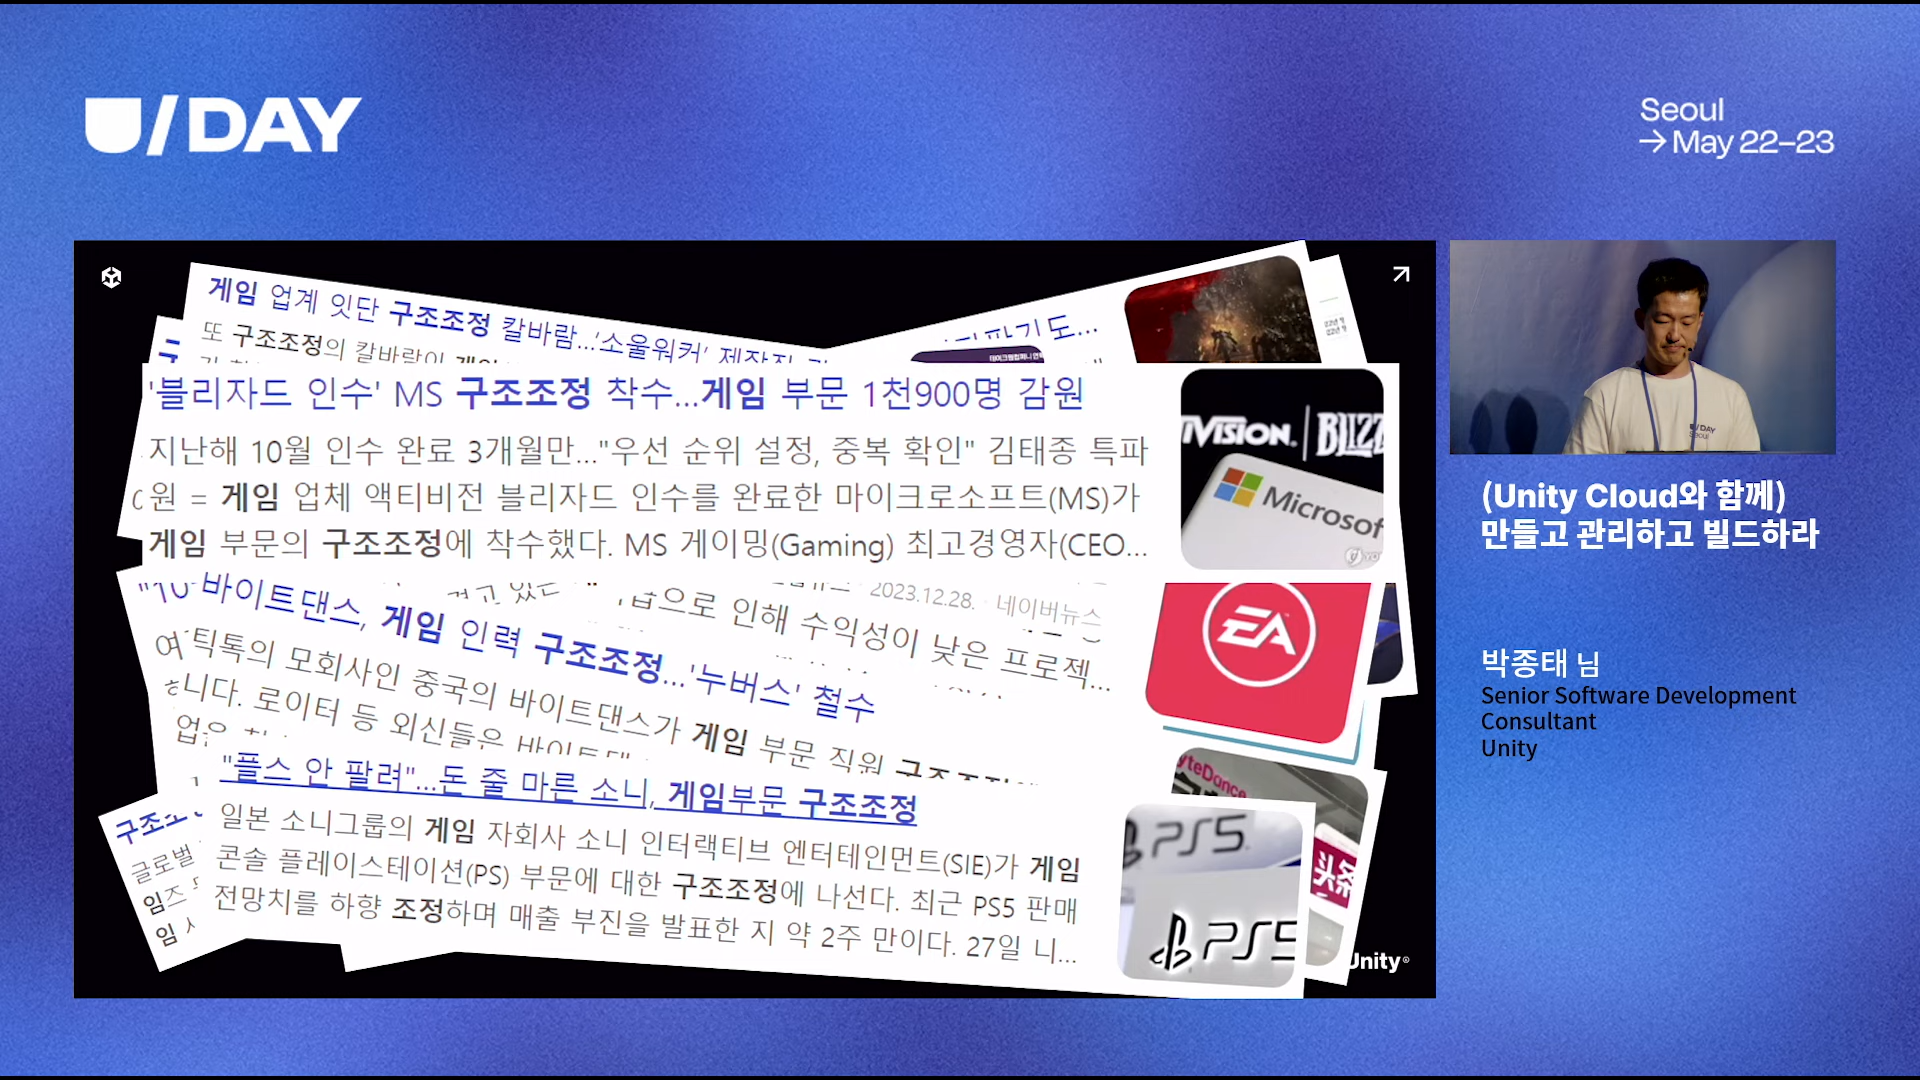 U/DAY
Seoul
→ May 22–23
게임 업계 잇단 구조조정 칼바람...'소울워커' 제작진
또 구조조정의 칼바람이
'블리자드 인수' MS 구조조정 착수...게임 부문 1천900명 감원
지난해 10월 인수 완료 3개월만..."우선 순위 설정, 중복 확인" 김태종 특파
원 = 게임 업체 액티비전 블리자드 인수를 완료한 마이크로소프트(MS)가
게임 부문의 구조조정에 착수했다. MS 게이밍(Gaming) 최고경영자(CEO...
Microsof
2023.12.28. · 네이버뉴스
으로 인해 수익성이 낮은 프로젝...
EA
바이트댄스, 게임 인력 구조조정...'누버스' 철수
틱톡의 모회사인 중국의 바이트댄스가 게임 부문 직원
니다. 로이터 등 외신들은
"플스 안 팔려"...돈 줄 마른 소니, 게임부문 구조조정
일본 소니그룹의 게임 자회사 소니 인터랙티브 엔터테인먼트(SIE)가 게임
콘솔 플레이스테이션(PS) 부문에 대한 구조조정에 나선다. 최근 PS5 판매
전망치를 하향 조정하며 매출 부진을 발표한 지 약 2주 만이다. 27일 니...
글로벌
PS5
PS5
头条
Unity
(Unity Cloud와 함께)
만들고 관리하고 빌드하라
박종태 님
Senior Software Development
Consultant
Unity